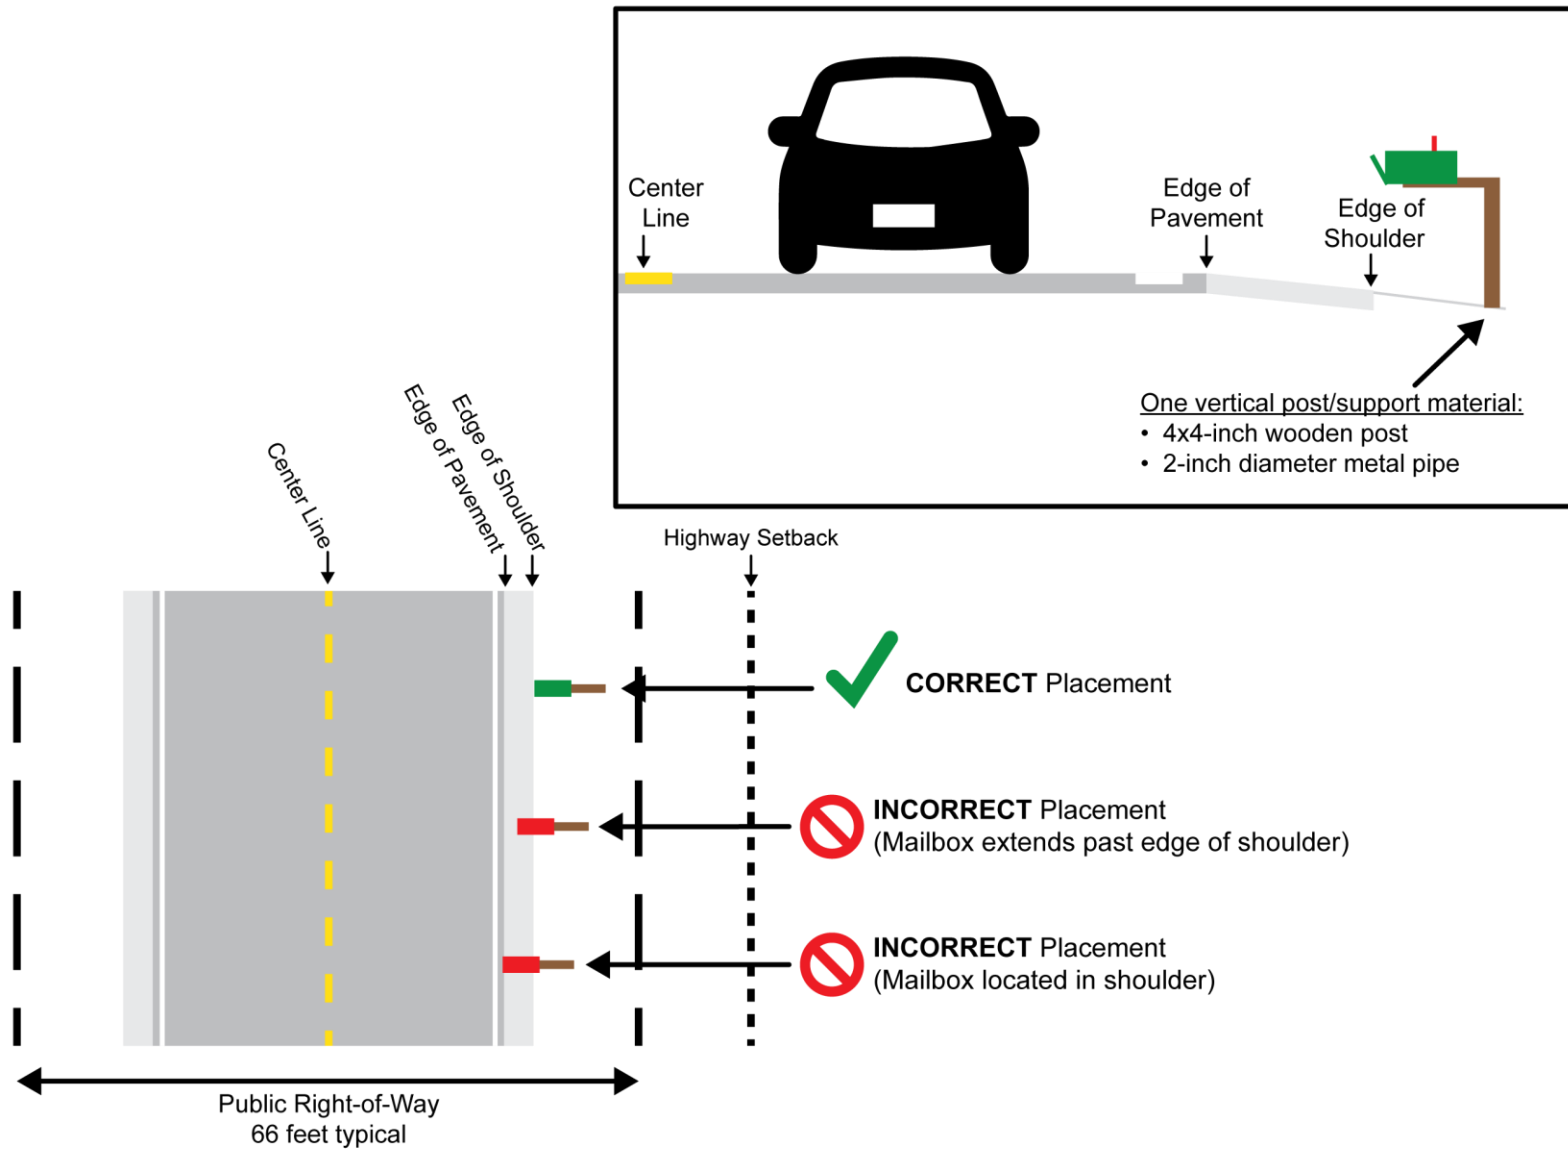 Center
Line
Edge of
Pavement
Edge of
Shoulder
One vertical post/support material:
• 4x4-inch wooden post
• 2-inch diameter metal pipe
Center Line
Edge of Pavement
Edge of Shoulder
Highway Setback
CORRECT Placement
INCORRECT Placement
(Mailbox extends past edge of shoulder)
INCORRECT Placement
(Mailbox located in shoulder)
Public Right-of-Way
66 feet typical